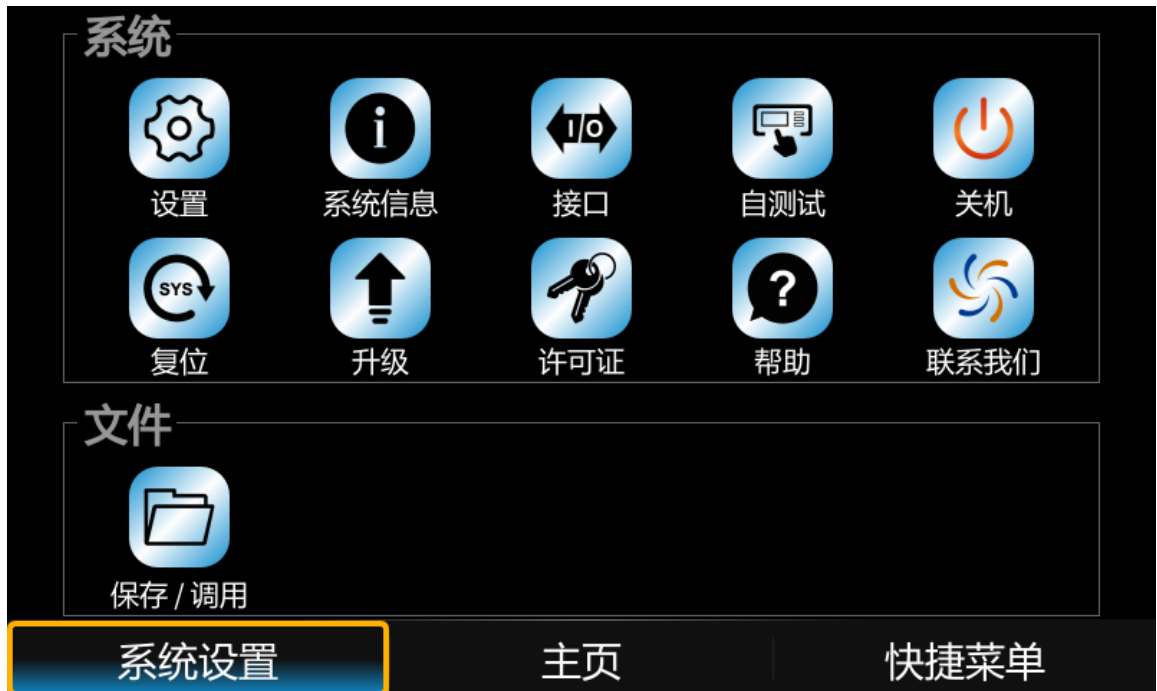 系统
i
I/O
设置
系统信息
接口
自测试
关机
SYS
?
复位
升级
许可证
帮助
联系我们
文件
保存 / 调用
系统设置
主页
快捷菜单